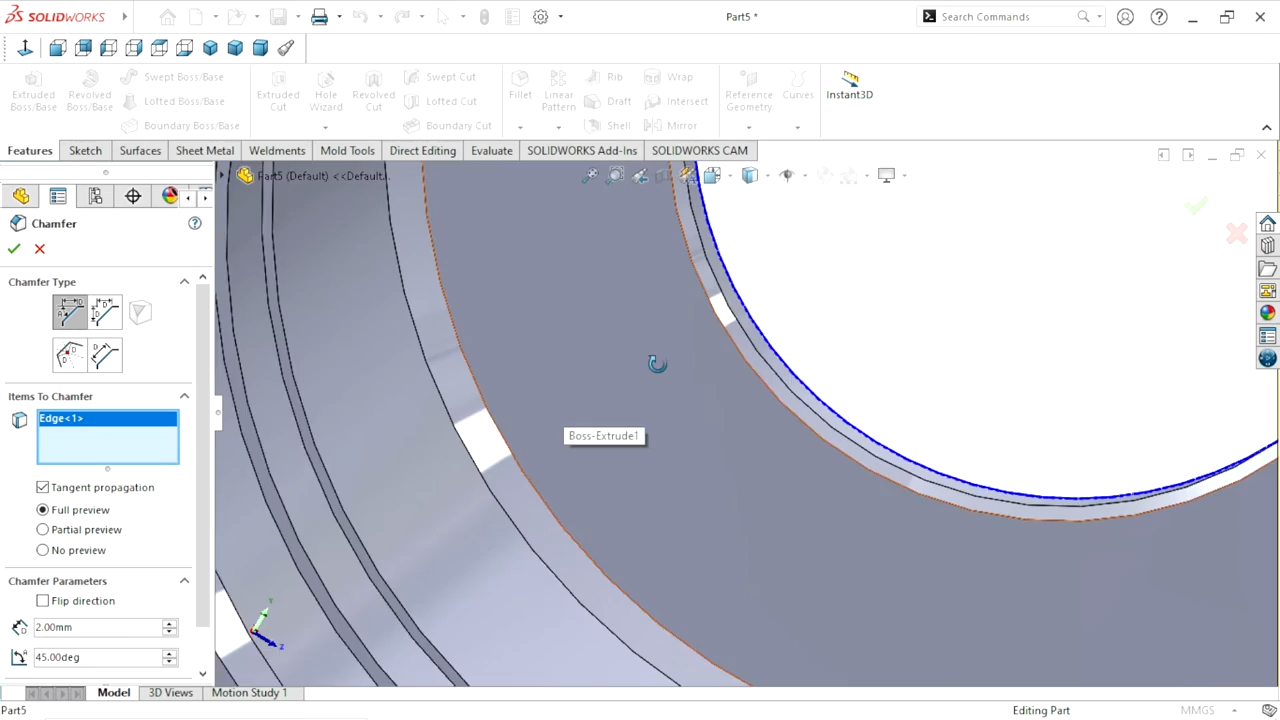 SOLIDWORKS
Part5 *
Search Commands
Extruded Boss/Base
Revolved Boss/Base
Swept Boss/Base
Lofted Boss/Base
Boundary Boss/Base
Extruded Cut
Hole Wizard
Revolved Cut
Swept Cut
Lofted Cut
Boundary Cut
Fillet
Linear Pattern
Rib
Draft
Shell
Wrap
Intersect
Mirror
Reference Geometry
Curves
Instant3D
Features Sketch Surfaces Sheet Metal Weldments Mold Tools Direct Editing Evaluate SOLIDWORKS Add-Ins SOLIDWORKS CAM
Part5 (Default) <<Default...
Chamfer
Chamfer Type
Items To Chamfer
Edge<1>
Tangent propagation
Full preview
Partial preview
No preview
Chamfer Parameters
Flip direction
2.00mm
45.00deg
Boss-Extrude1
Y
Z
Model 3D Views Motion Study 1
Part5
Editing Part
MMGS